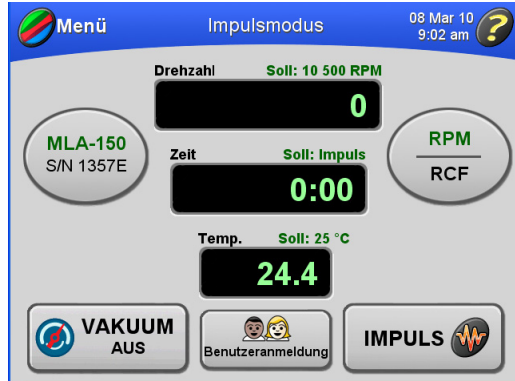 Menü
Impulsmodus
08 Mar 10
9:02 am
?
Drehzahl Soll: 10 500 RPM
0
MLA-150
S/N 1357E
RPM
RCF
Zeit Soll: Impuls
0:00
Temp. Soll: 25 °C
24.4
VAKUUM
AUS
Benutzeranmeldung
IMPULS